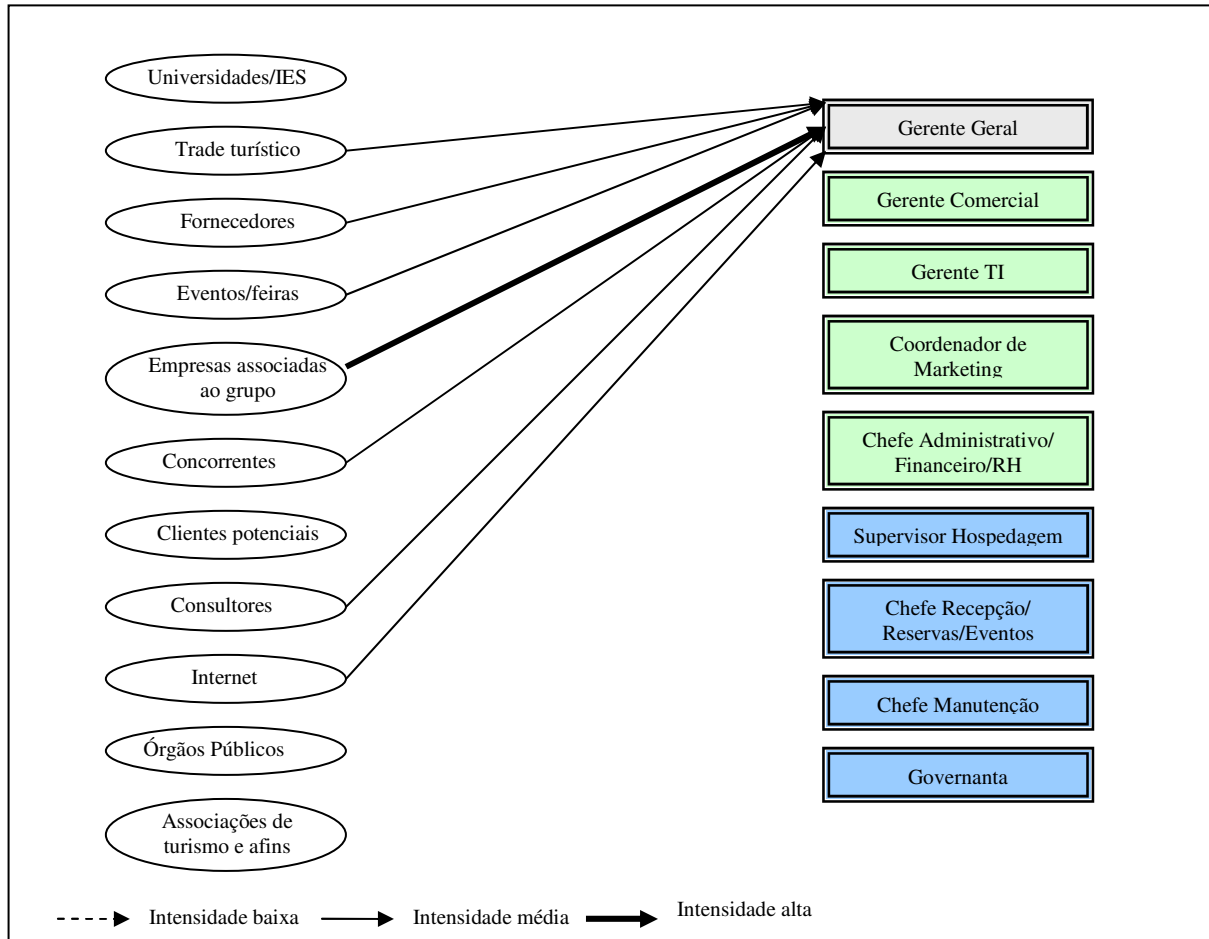 Universidades/IES
Trade turístico
Fornecedores
Eventos/feiras
Empresas associadas
ao grupo
Concorrentes
Clientes potenciais
Consultores
Internet
Órgãos Públicos
Associações de
turismo e afins
Gerente Geral
Gerente Comercial
Gerente TI
Coordenador de
Marketing
Chefe Administrativo/
Financeiro/RH
Supervisor Hospedagem
Chefe Recepção/
Reservas/Eventos
Chefe Manutenção
Governanta
Intensidade baixa
Intensidade média
Intensidade alta